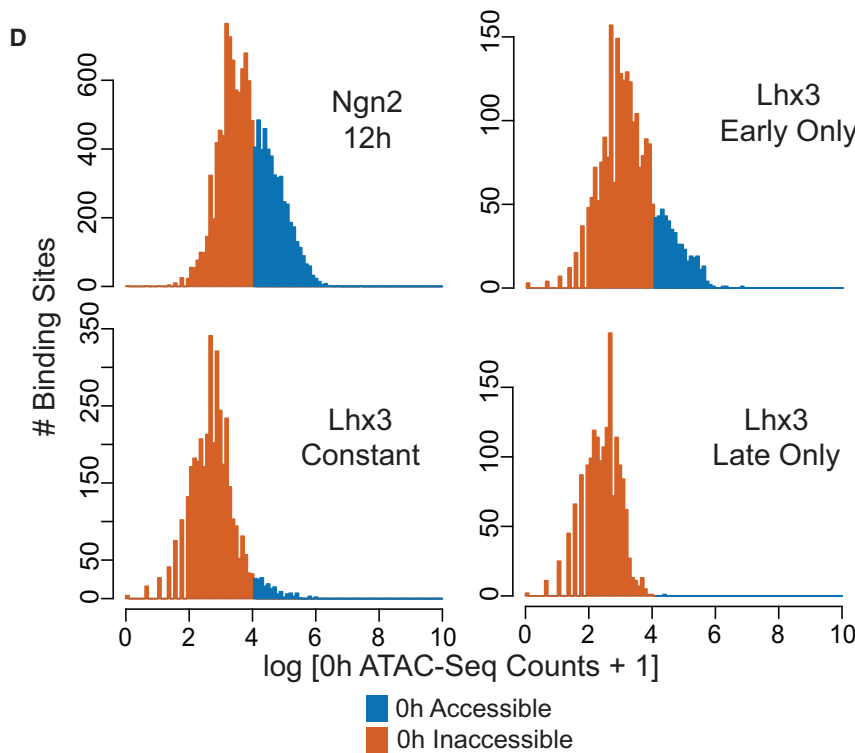 D
Ngn2
12h
600
400
200
0
Lhx3
Early Only
150
100
50
0
# Binding Sites
Lhx3
Constant
350
250
150
50
0
Lhx3
Late Only
150
100
50
0
0 2 4 6 8 10
0 2 4 6 8 10
log [0h ATAC-Seq Counts + 1]
0h Accessible
0h Inaccessible